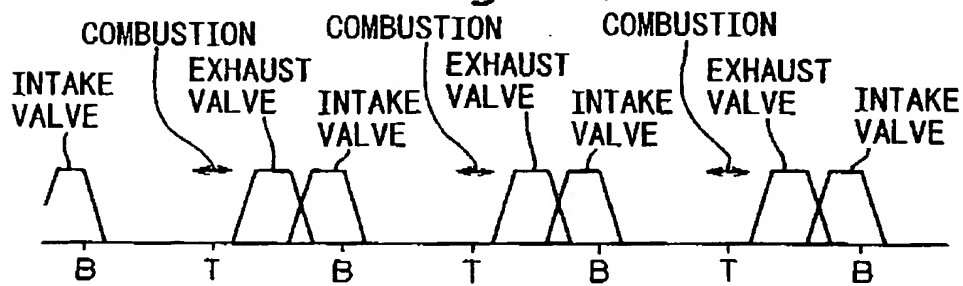 COMBUSTION
COMBUSTION
COMBUSTION
INTAKE
VALVE
EXHAUST
VALVE
INTAKE
VALVE
EXHAUST
VALVE
INTAKE
VALVE
EXHAUST
VALVE
INTAKE
VALVE
B T B T B T B